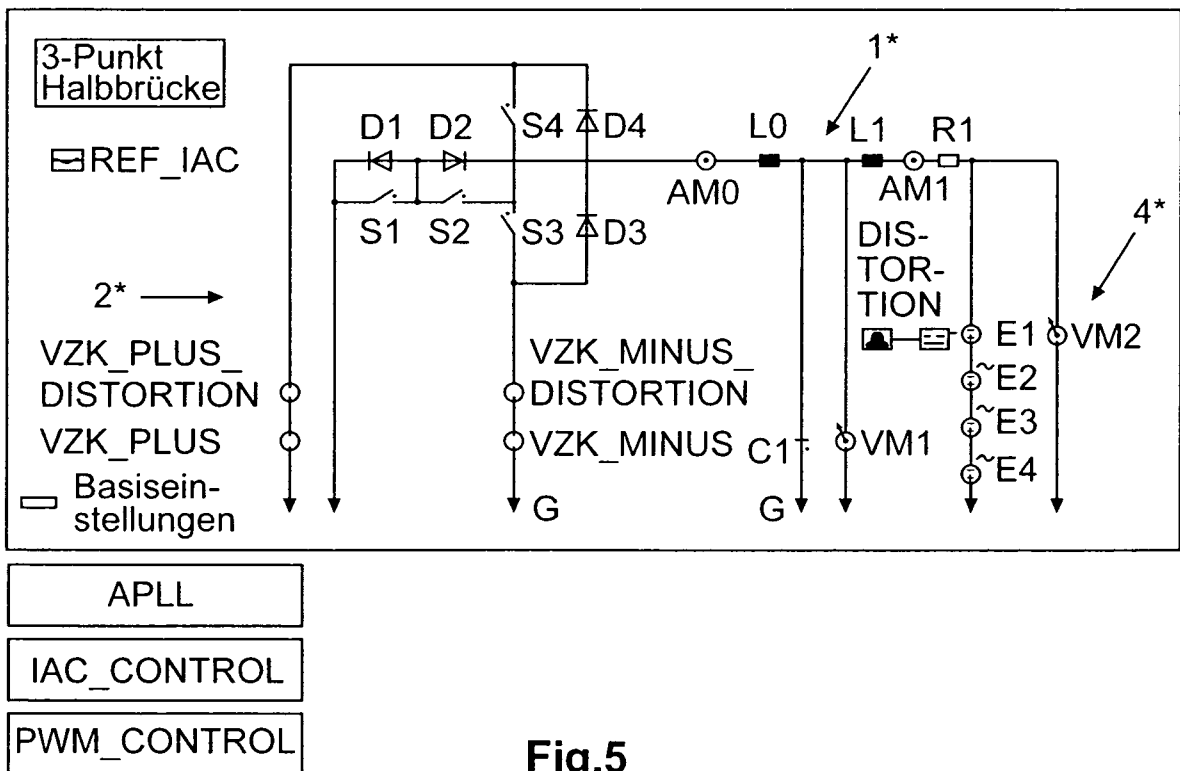 3-Punkt
Halbbrücke
1*
D1
D2
S4
D4
L0
L1
R1
REF_IAC
AM0
AM1
S1
S2
S3
D3
4*
DIS-
TOR-
TION
2*
E1
VM2
VZK_PLUS_
DISTORTION
VZK_MINUS_
DISTORTION
~E2
~E3
VZK_PLUS
VZK_MINUS
C1
VM1
~E4
Basisein-
stellungen
G
G
APLL
IAC_CONTROL
PWM_CONTROL
Fig.5